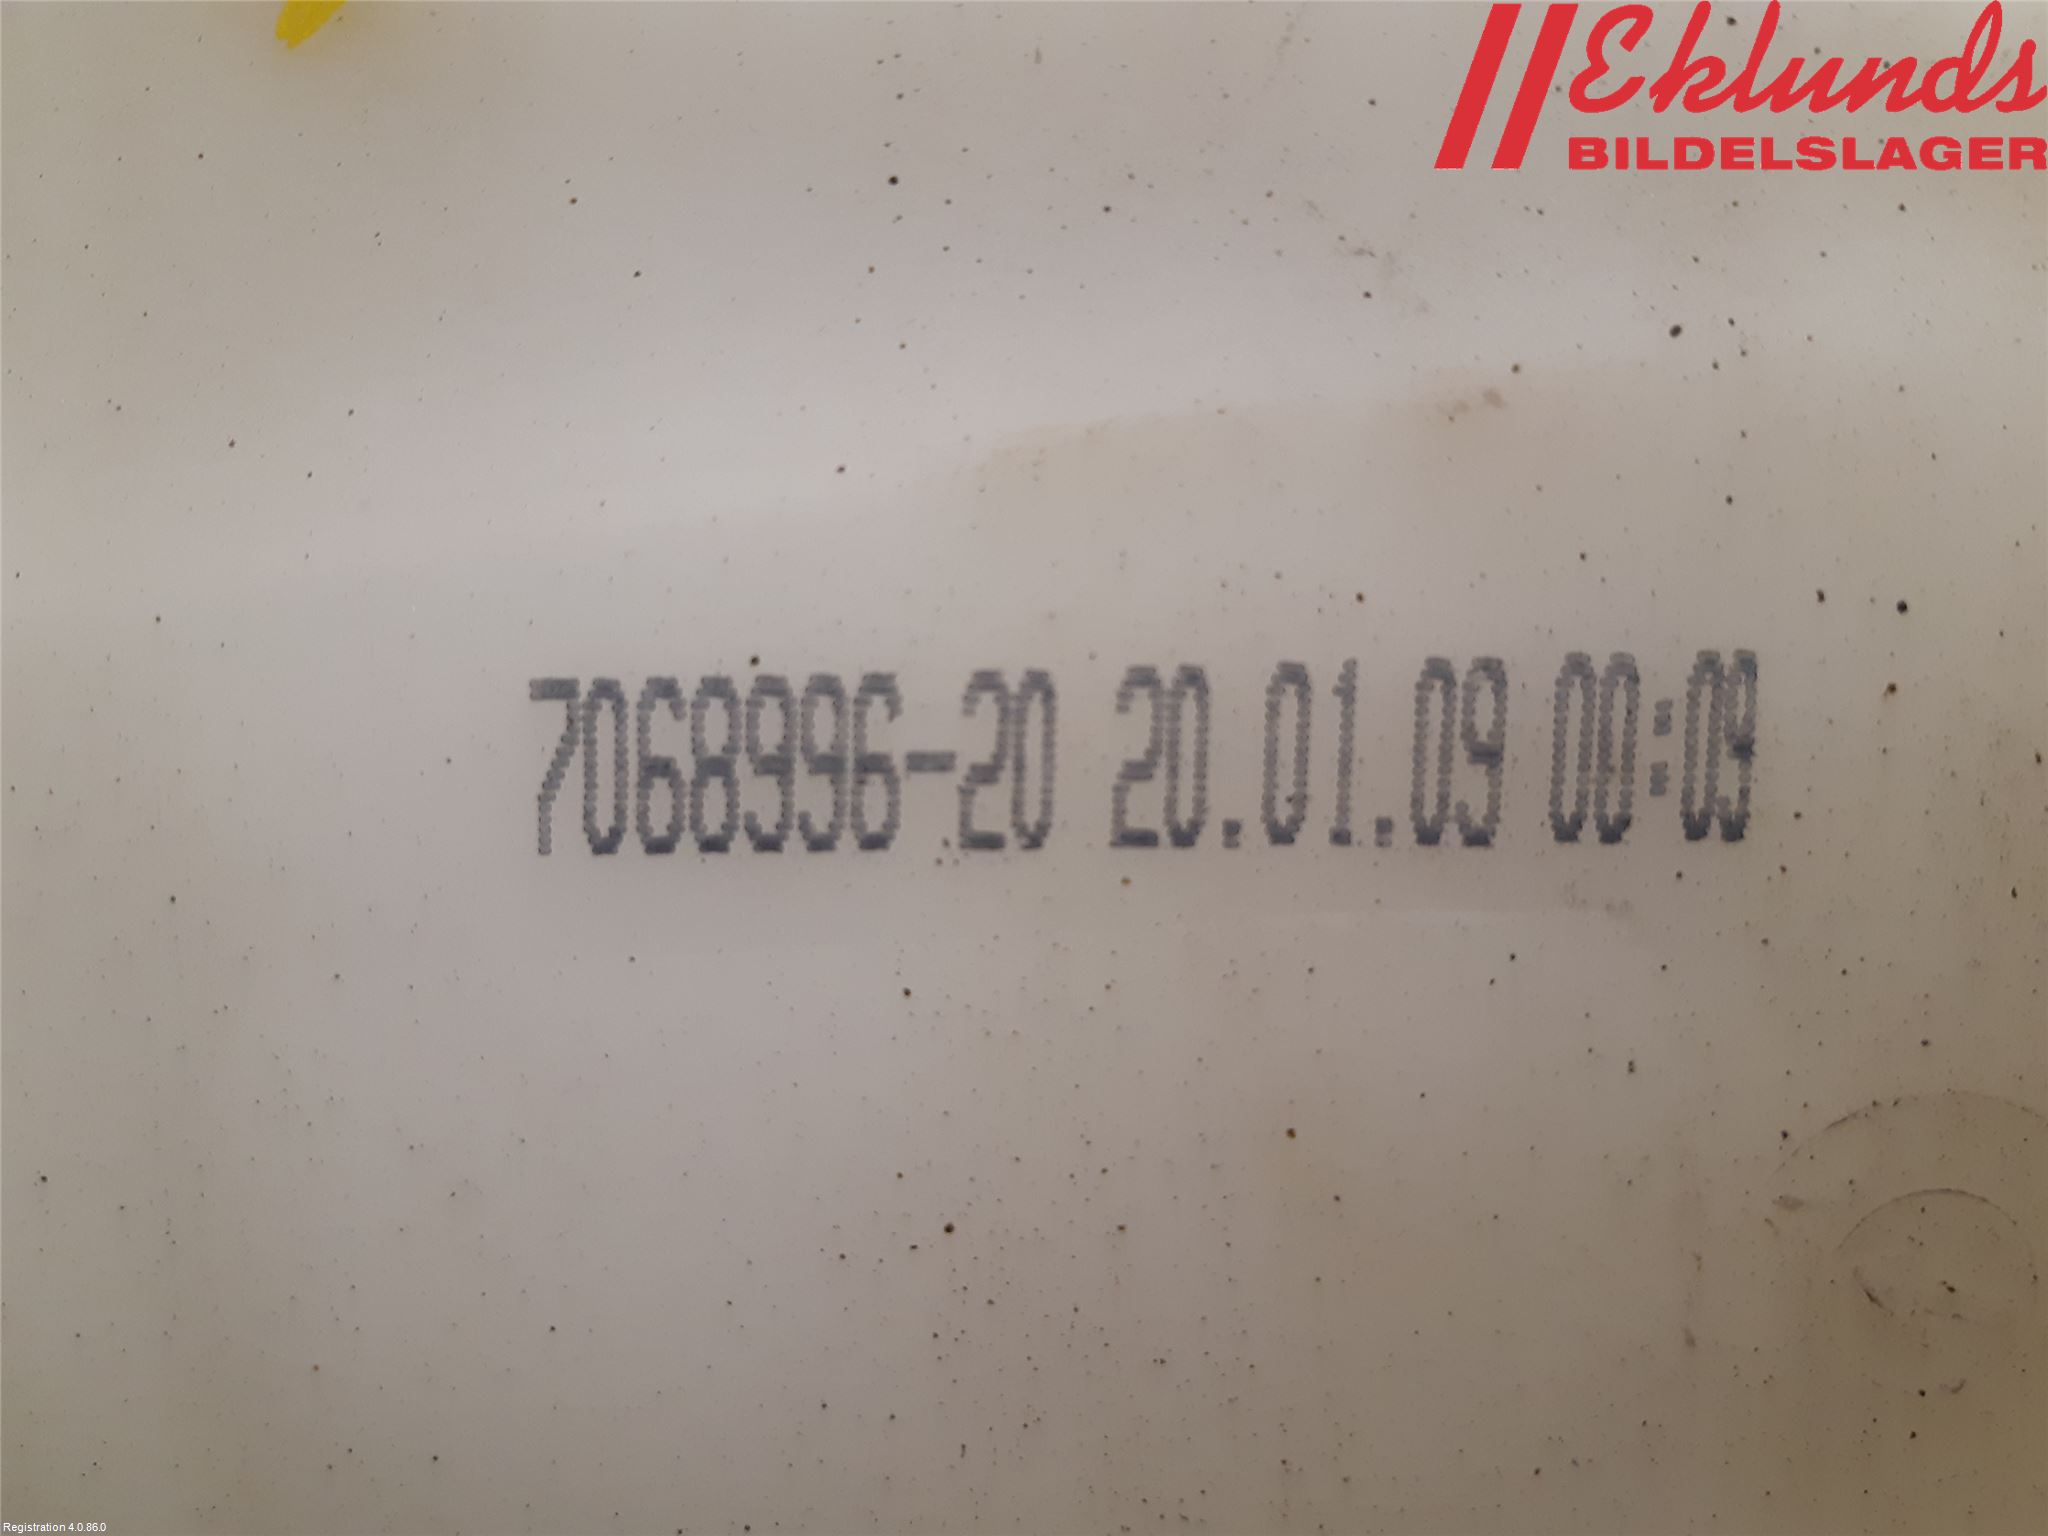 Eklunds
BILDELSLAGER
7068996-20 20.01.09 00:09
Registration 4.0.86.0